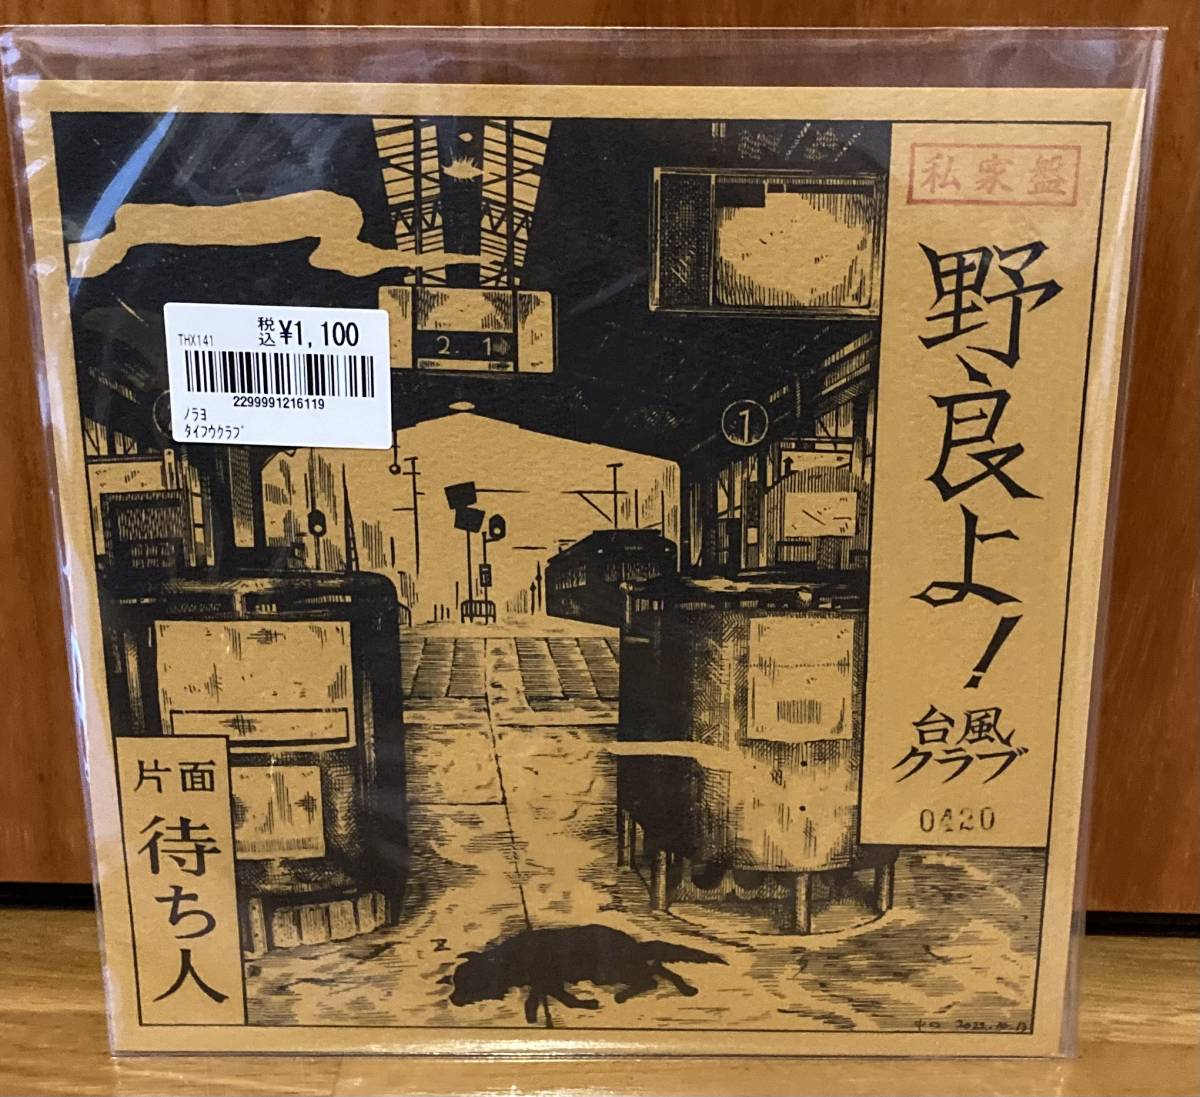 私家盤
野良よ!
台風
クラブ
0420
税込 ¥1,100
THX141
2299991216119
ノラヨ
タイフウクラブ
2. 1
1
片面
待ち人
z